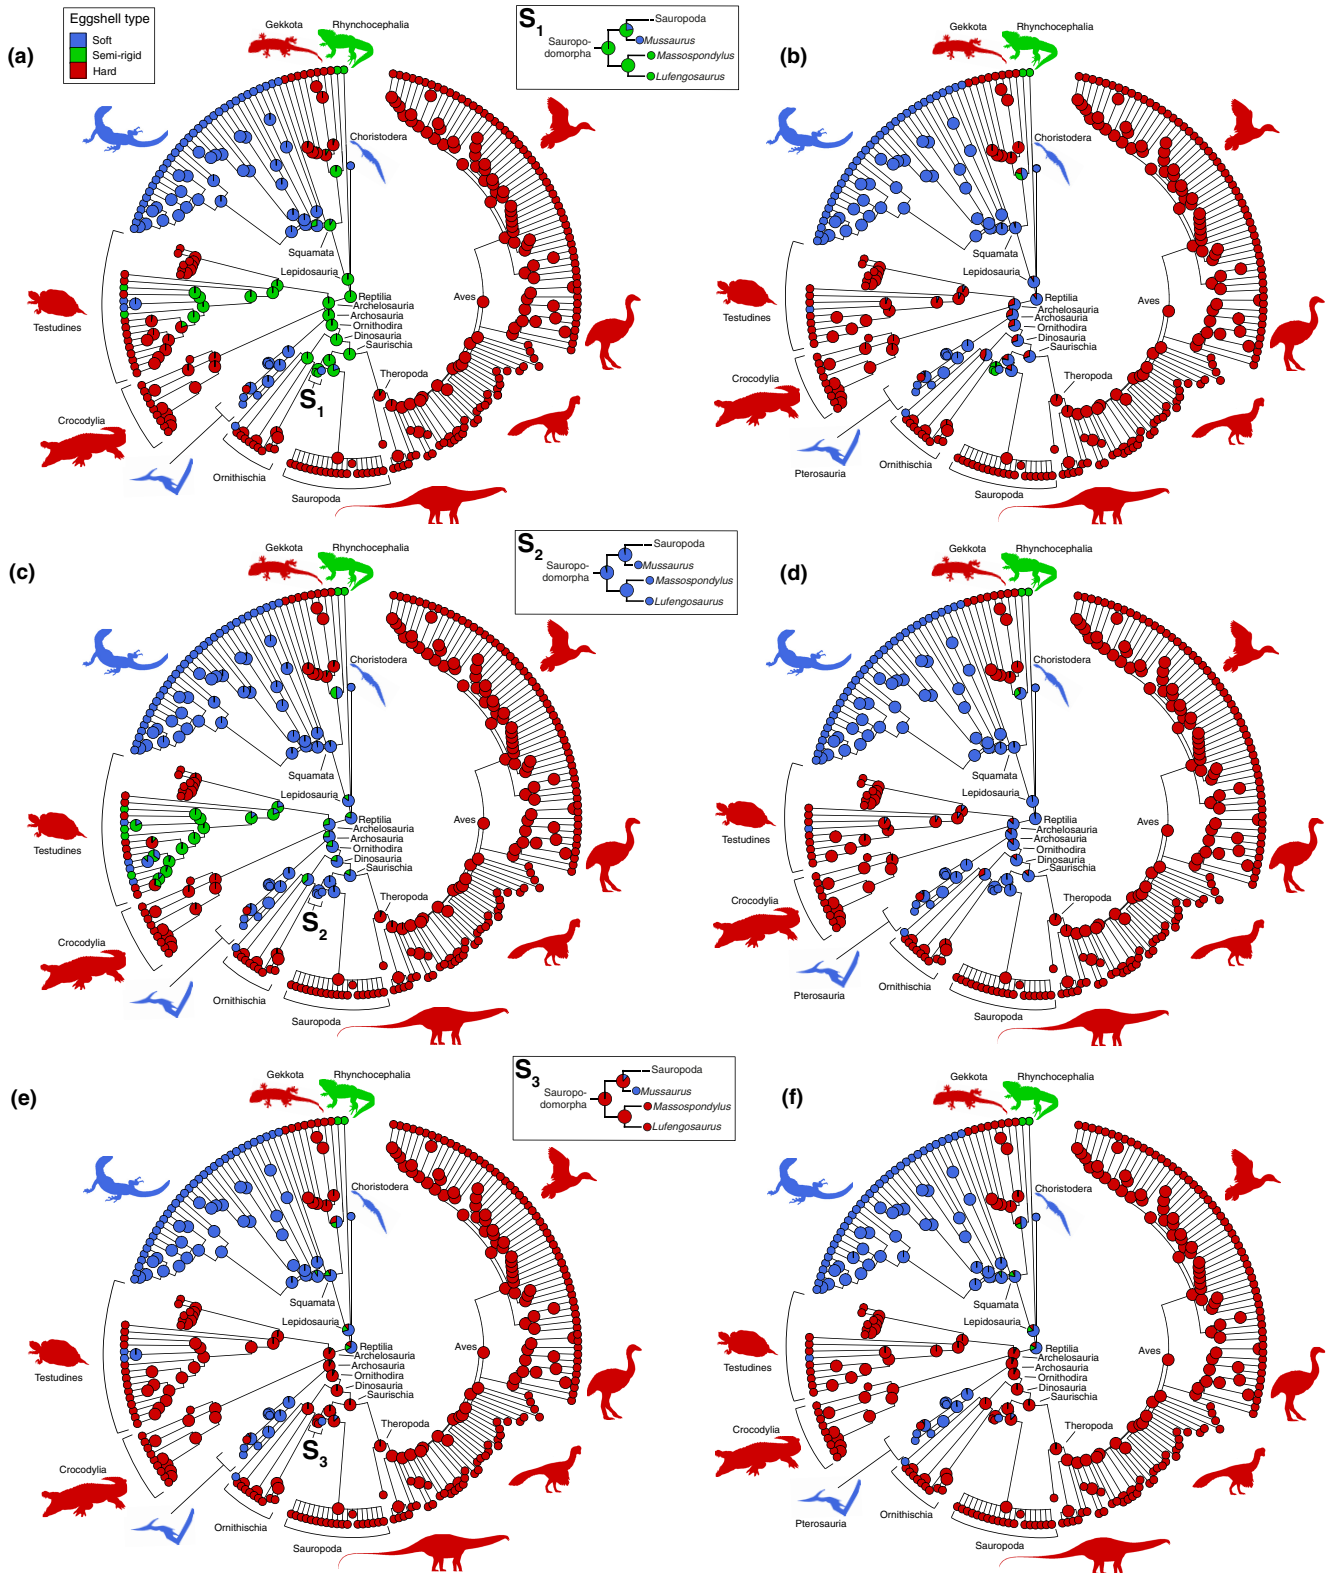 Eggshell type
Soft
Semi-rigid
Hard
(a)
Gekkota
Rhynchocephalia
Choristodera
Squamata
Lepidosauria
Reptilia
Archelosauria
Archosauria
Ornithodira
Dinosauria
Saurischia
Aves
Theropoda
Testudines
Crocodylia
Ornithischia
Sauropoda
S1
S1
Sauropo-
domorpha
Sauropoda
Mussaurus
Massospondylus
Lufengosaurus
(b)
Gekkota
Rhynchocephalia
Choristodera
Squamata
Lepidosauria
Reptilia
Archelosauria
Archosauria
Ornithodira
Dinosauria
Saurischia
Aves
Theropoda
Testudines
Crocodylia
Pterosauria
Ornithischia
Sauropoda
(c)
Gekkota
Rhynchocephalia
Choristodera
Squamata
Lepidosauria
Reptilia
Archelosauria
Archosauria
Ornithodira
Dinosauria
Saurischia
Aves
Theropoda
Testudines
Crocodylia
Ornithischia
Sauropoda
S2
S2
Sauropo-
domorpha
Sauropoda
Mussaurus
Massospondylus
Lufengosaurus
(d)
Gekkota
Rhynchocephalia
Choristodera
Squamata
Lepidosauria
Reptilia
Archelosauria
Archosauria
Ornithodira
Dinosauria
Saurischia
Aves
Theropoda
Testudines
Crocodylia
Pterosauria
Ornithischia
Sauropoda
(e)
Gekkota
Rhynchocephalia
Choristodera
Squamata
Lepidosauria
Reptilia
Archelosauria
Archosauria
Ornithodira
Dinosauria
Saurischia
Aves
Theropoda
Testudines
Crocodylia
Ornithischia
Sauropoda
S3
S3
Sauropo-
domorpha
Sauropoda
Mussaurus
Massospondylus
Lufengosaurus
(f)
Gekkota
Rhynchocephalia
Choristodera
Squamata
Lepidosauria
Reptilia
Archelosauria
Archosauria
Ornithodira
Dinosauria
Saurischia
Aves
Theropoda
Testudines
Crocodylia
Pterosauria
Ornithischia
Sauropoda